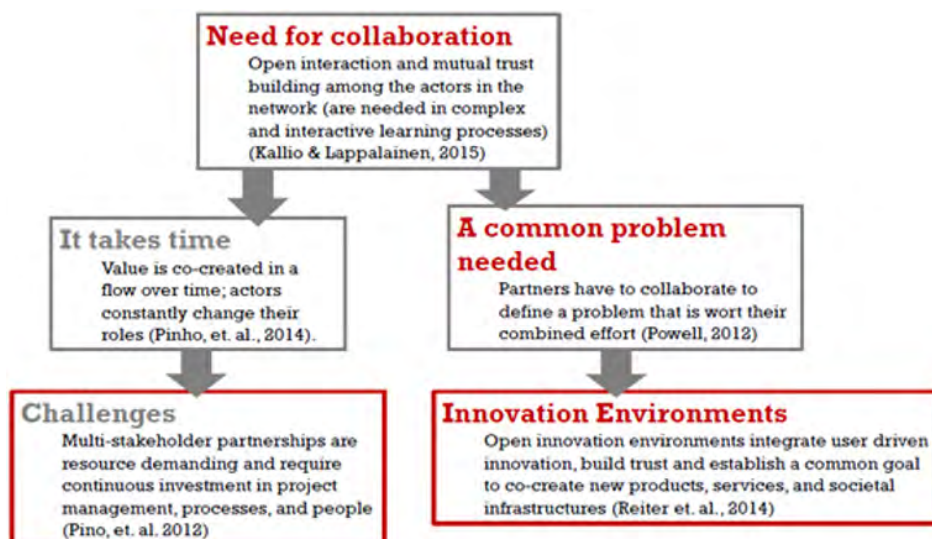 Need for collaboration
Open interaction and mutual trust
building among the actors in the
network (are needed in complex
and interactive learning processes)
(Kallio & Lappalainen, 2015)
It takes time
Value is co-created in a
flow over time; actors
constantly change their
roles (Pinho, et. al., 2014).
A common problem
needed
Partners have to collaborate to
define a problem that is wort their
combined effort (Powell, 2012)
Challenges
Multi-stakeholder partnerships are
resource demanding and require
continuous investment in project
management, processes, and people
(Pino, et. al. 2012)
Innovation Environments
Open innovation environments integrate user driven
innovation, build trust and establish a common goal
to co-create new products, services, and societal
infrastructures (Reiter et. al., 2014)